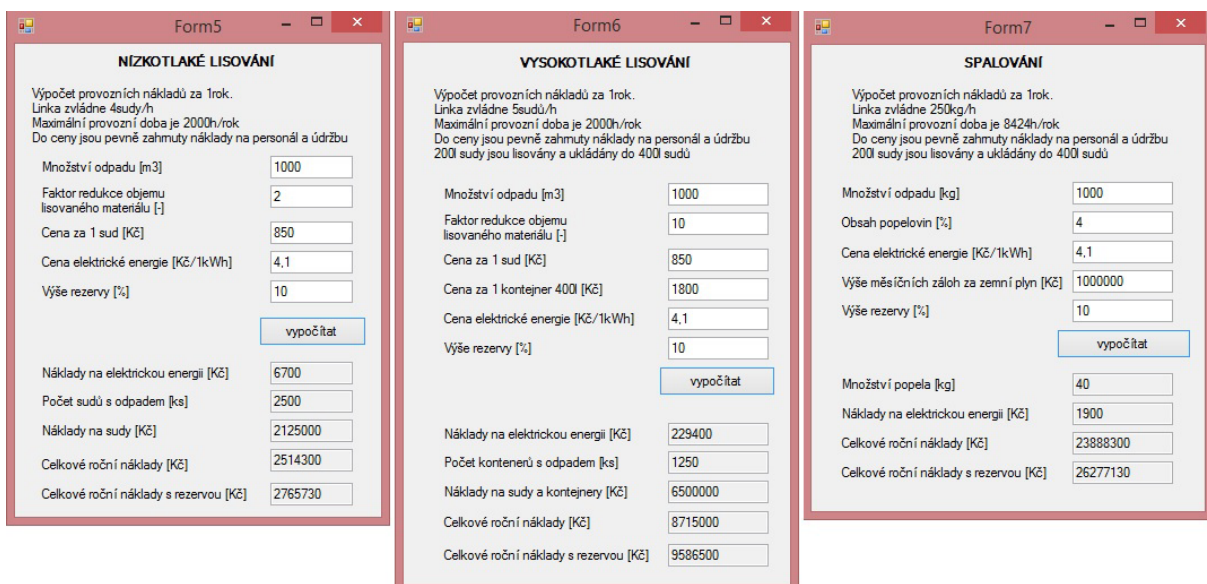 Form5
NÍZKOTLAKÉ LISOVÁNÍ
Výpočet provozních nákladů za 1rok.
Linka zvládne 4sudy/h
Maximální provozní doba je 2000h/rok
Do ceny jsou pevně zahrnuty náklady na personál a údržbu
Množství odpadu [m3] 1000
Faktor redukce objemu
lisovaného materiálu [-] 2
Cena za 1 sud [Kč] 850
Cena elektrické energie [Kč/1kWh] 4,1
Výše rezervy [%] 10
vypočítat
Náklady na elektrickou energii [Kč] 6700
Počet sudů s odpadem [ks] 2500
Náklady na sudy [Kč] 2125000
Celkové roční náklady [Kč] 2514300
Celkové roční náklady s rezervou [Kč] 2765730
Form6
VYSOKOTLAKÉ LISOVÁNÍ
Výpočet provozních nákladů za 1rok.
Linka zvládne 5sudů/h
Maximální provozní doba je 2000h/rok
Do ceny jsou pevně zahrnuty náklady na personál a údržbu
200l sudy jsou lisovány a ukládány do 400l sudů
Množství odpadu [m3] 1000
Faktor redukce objemu
lisovaného materiálu [-] 10
Cena za 1 sud [Kč] 850
Cena za 1 kontejner 400l [Kč] 1800
Cena elektrické energie [Kč/1kWh] 4,1
Výše rezervy [%] 10
vypočítat
Náklady na elektrickou energii [Kč] 229400
Počet kontenerů s odpadem [ks] 1250
Náklady na sudy a kontejnery [Kč] 6500000
Celkové roční náklady [Kč] 8715000
Celkové roční náklady s rezervou [Kč] 9586500
Form7
SPALOVÁNÍ
Výpočet provozních nákladů za 1rok.
Linka zvládne 250kg/h
Maximální provozní doba je 8424h/rok
Do ceny jsou pevně zahrnuty náklady na personál a údržbu
200l sudy jsou lisovány a ukládány do 400l sudů
Množství odpadu [kg] 1000
Obsah popelovin [%] 4
Cena elektrické energie [Kč/1kWh] 4,1
Výše měsíčních záloh za zemní plyn [Kč] 1000000
Výše rezervy [%] 10
vypočítat
Množství popela [kg] 40
Náklady na elektrickou energii [Kč] 1900
Celkové roční náklady [Kč] 23888300
Celkové roční náklady s rezervou [Kč] 26277130